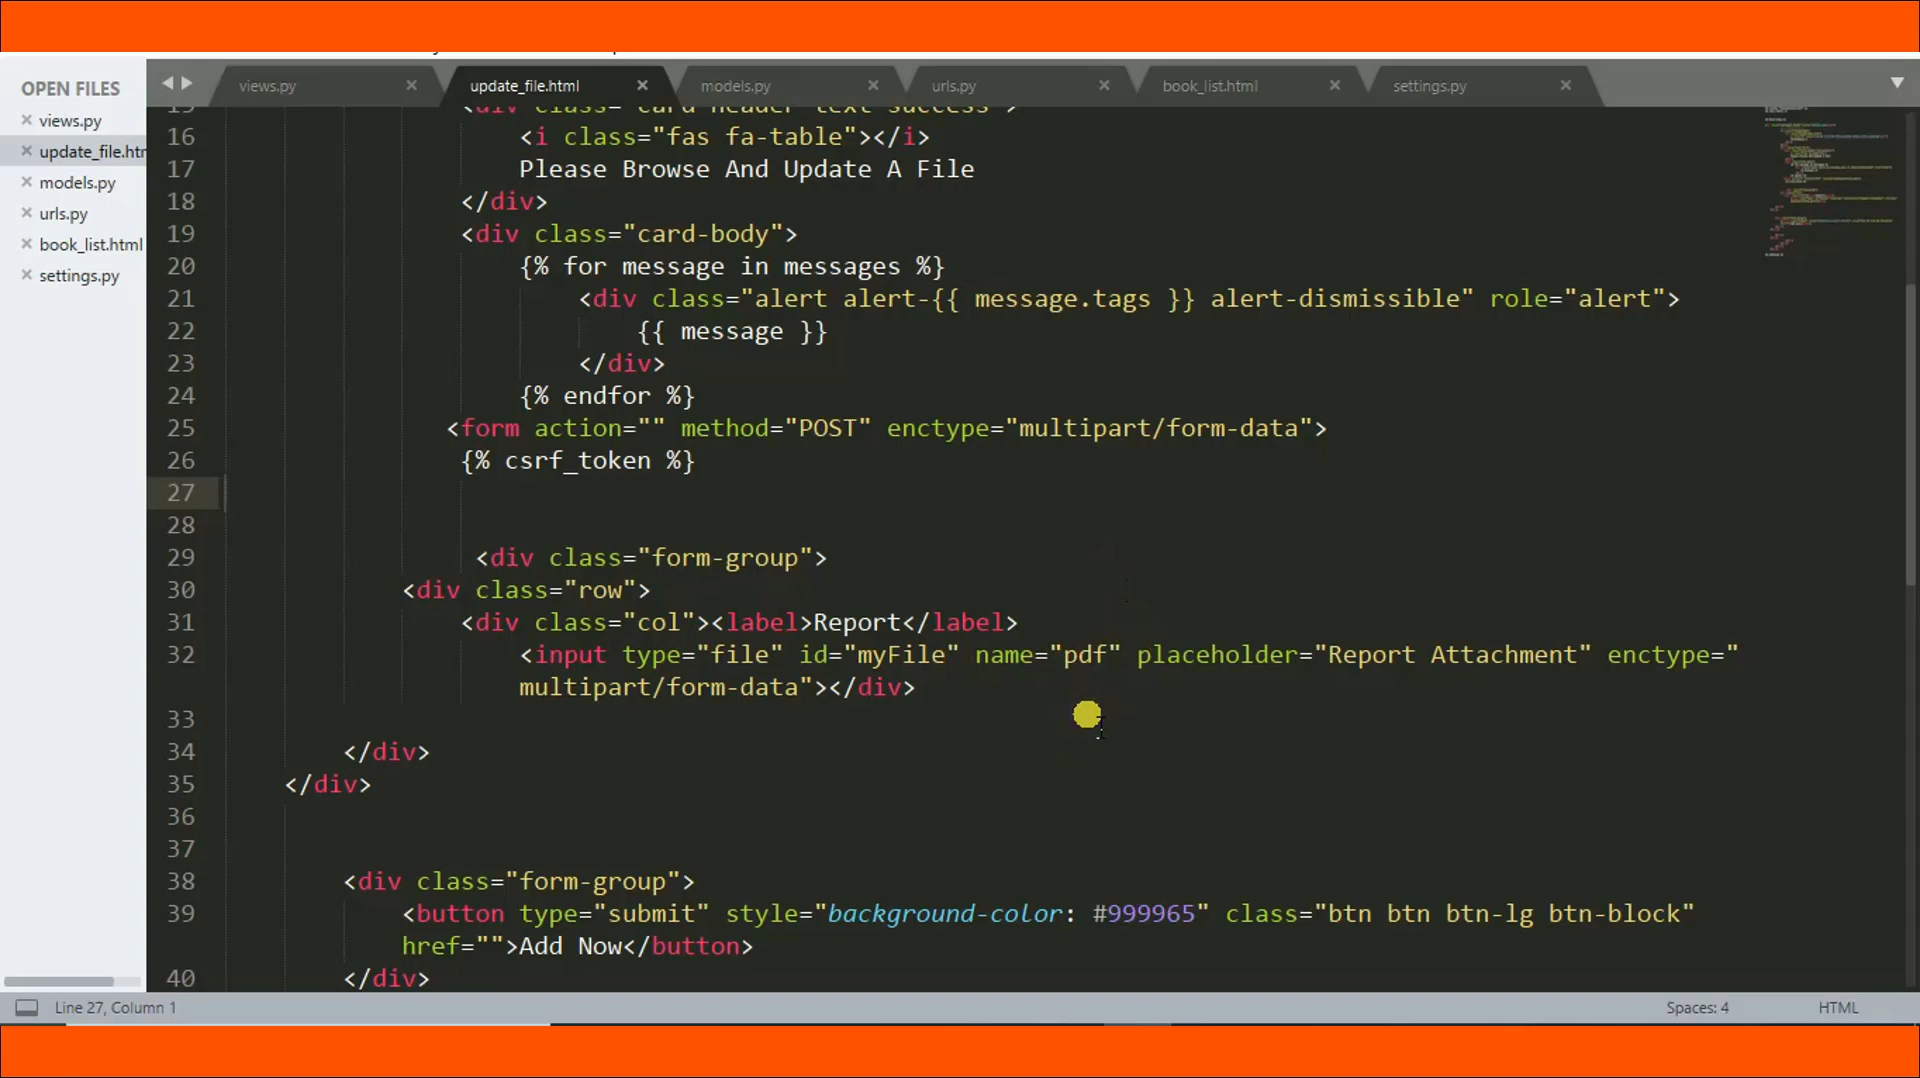 OPEN FILES
views.py
update_file.htm
models.py
urls.py
book_list.html
settings.py
views.py
update_file.html
models.py
urls.py
book_list.html
settings.py
16 <i class="fas fa-table"></i>
17 Please Browse And Update A File
18 </div>
19 <div class="card-body">
20 {% for message in messages %}
21 <div class="alert alert-{{ message.tags }} alert-dismissible" role="alert">
22 {{ message }}
23 </div>
24 {% endfor %}
25 <form action="" method="POST" enctype="multipart/form-data">
26 {% csrf_token %}
27
28
29 <div class="form-group">
30 <div class="row">
31 <div class="col"><label>Report</label>
32 <input type="file" id="myFile" name="pdf" placeholder="Report Attachment" enctype="
multipart/form-data"></div>
33
34 </div>
35 </div>
36
37
38 <div class="form-group">
39 <button type="submit" style="background-color: #999965" class="btn btn btn-lg btn-block"
href="">Add Now</button>
40 </div>
Line 27, Column 1
Spaces: 4
HTML